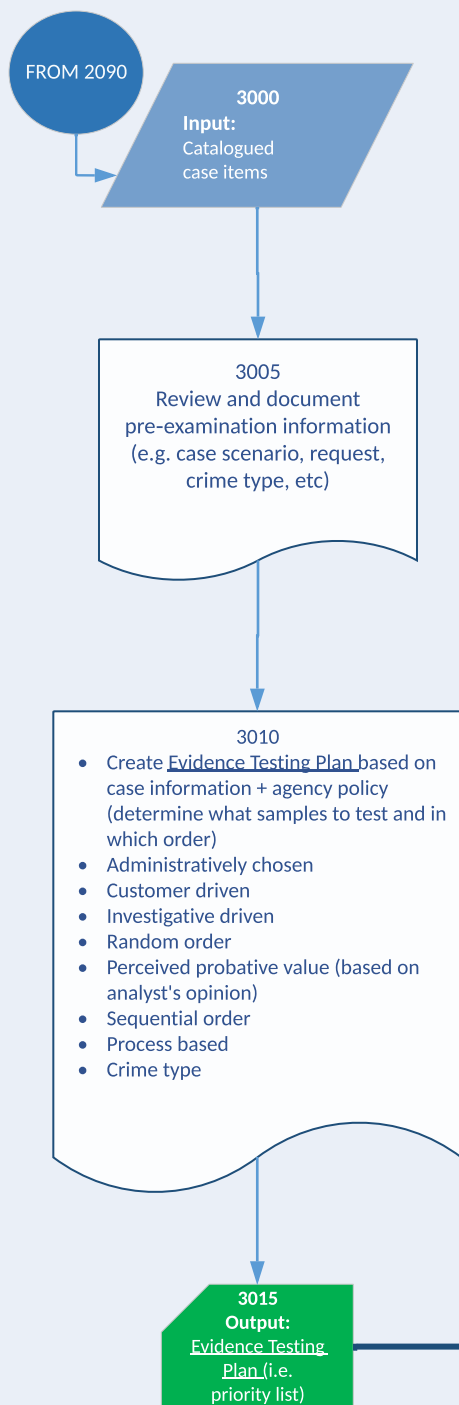 FROM 2090
3000
Input:
Catalogued
case items
3005
Review and document
pre-examination information
(e.g. case scenario, request,
crime type, etc)
3010
• Create Evidence Testing Plan based on
case information + agency policy
(determine what samples to test and in
which order)
• Administratively chosen
• Customer driven
• Investigative driven
• Random order
• Perceived probative value (based on
analyst's opinion)
• Sequential order
• Process based
• Crime type
3015
Output:
Evidence Testing
Plan (i.e.
priority list)